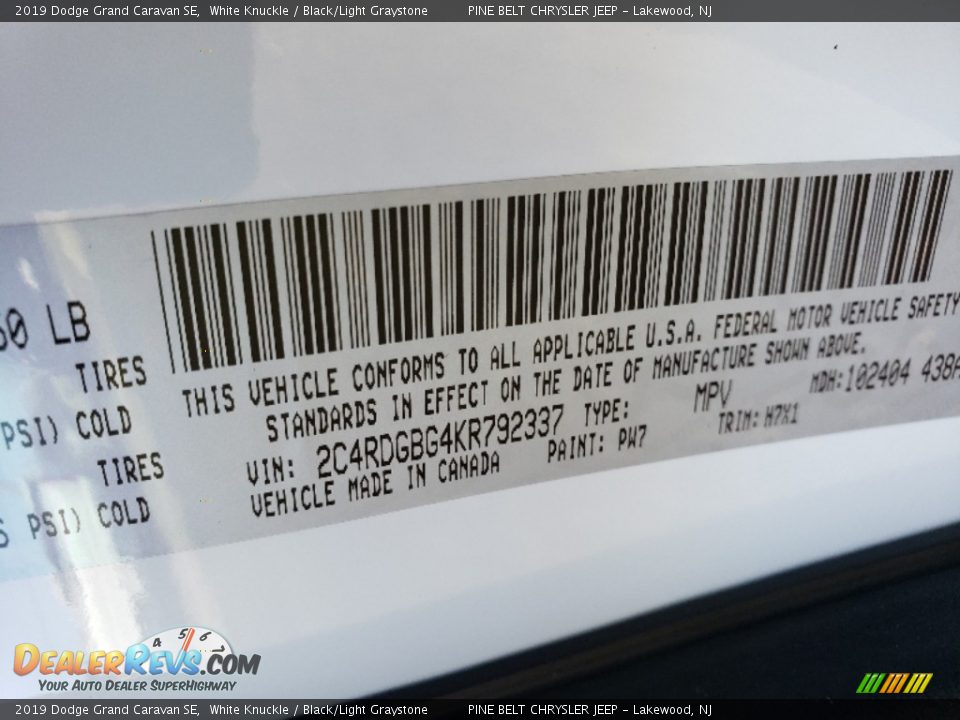 2019 Dodge Grand Caravan SE, White Knuckle / Black/Light Graystone PINE BELT CHRYSLER JEEP - Lakewood, NJ
60 LB
TIRES
PSI) COLD
TIRES
PSI) COLD
THIS VEHICLE CONFORMS TO ALL APPLICABLE U.S.A. FEDERAL MOTOR VEHICLE SAFETY
STANDARDS IN EFFECT ON THE DATE OF MANUFACTURE SHOWN ABOVE.
VIN: 2C4RDGBG4KR792337 TYPE: MPV MDH:102404 438A
VEHICLE MADE IN CANADA PAINT: PW7 TRIM: H7X1
4 5 6
DealerRevs.com
Your Auto Dealer SuperHighway
2019 Dodge Grand Caravan SE, White Knuckle / Black/Light Graystone PINE BELT CHRYSLER JEEP - Lakewood, NJ